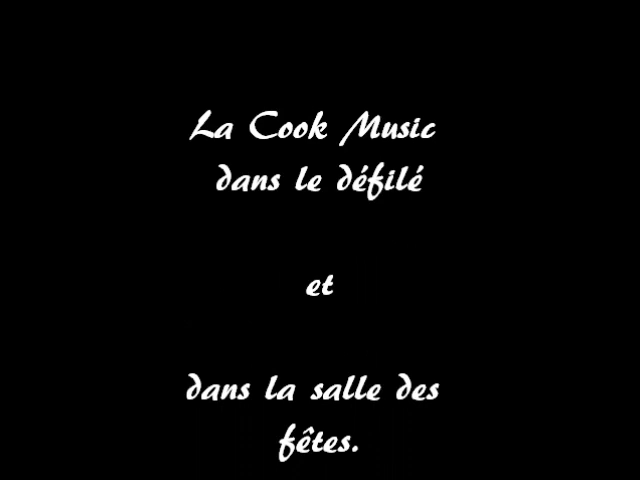 La Cook Music
dans le défilé
et
dans la salle des
fêtes.